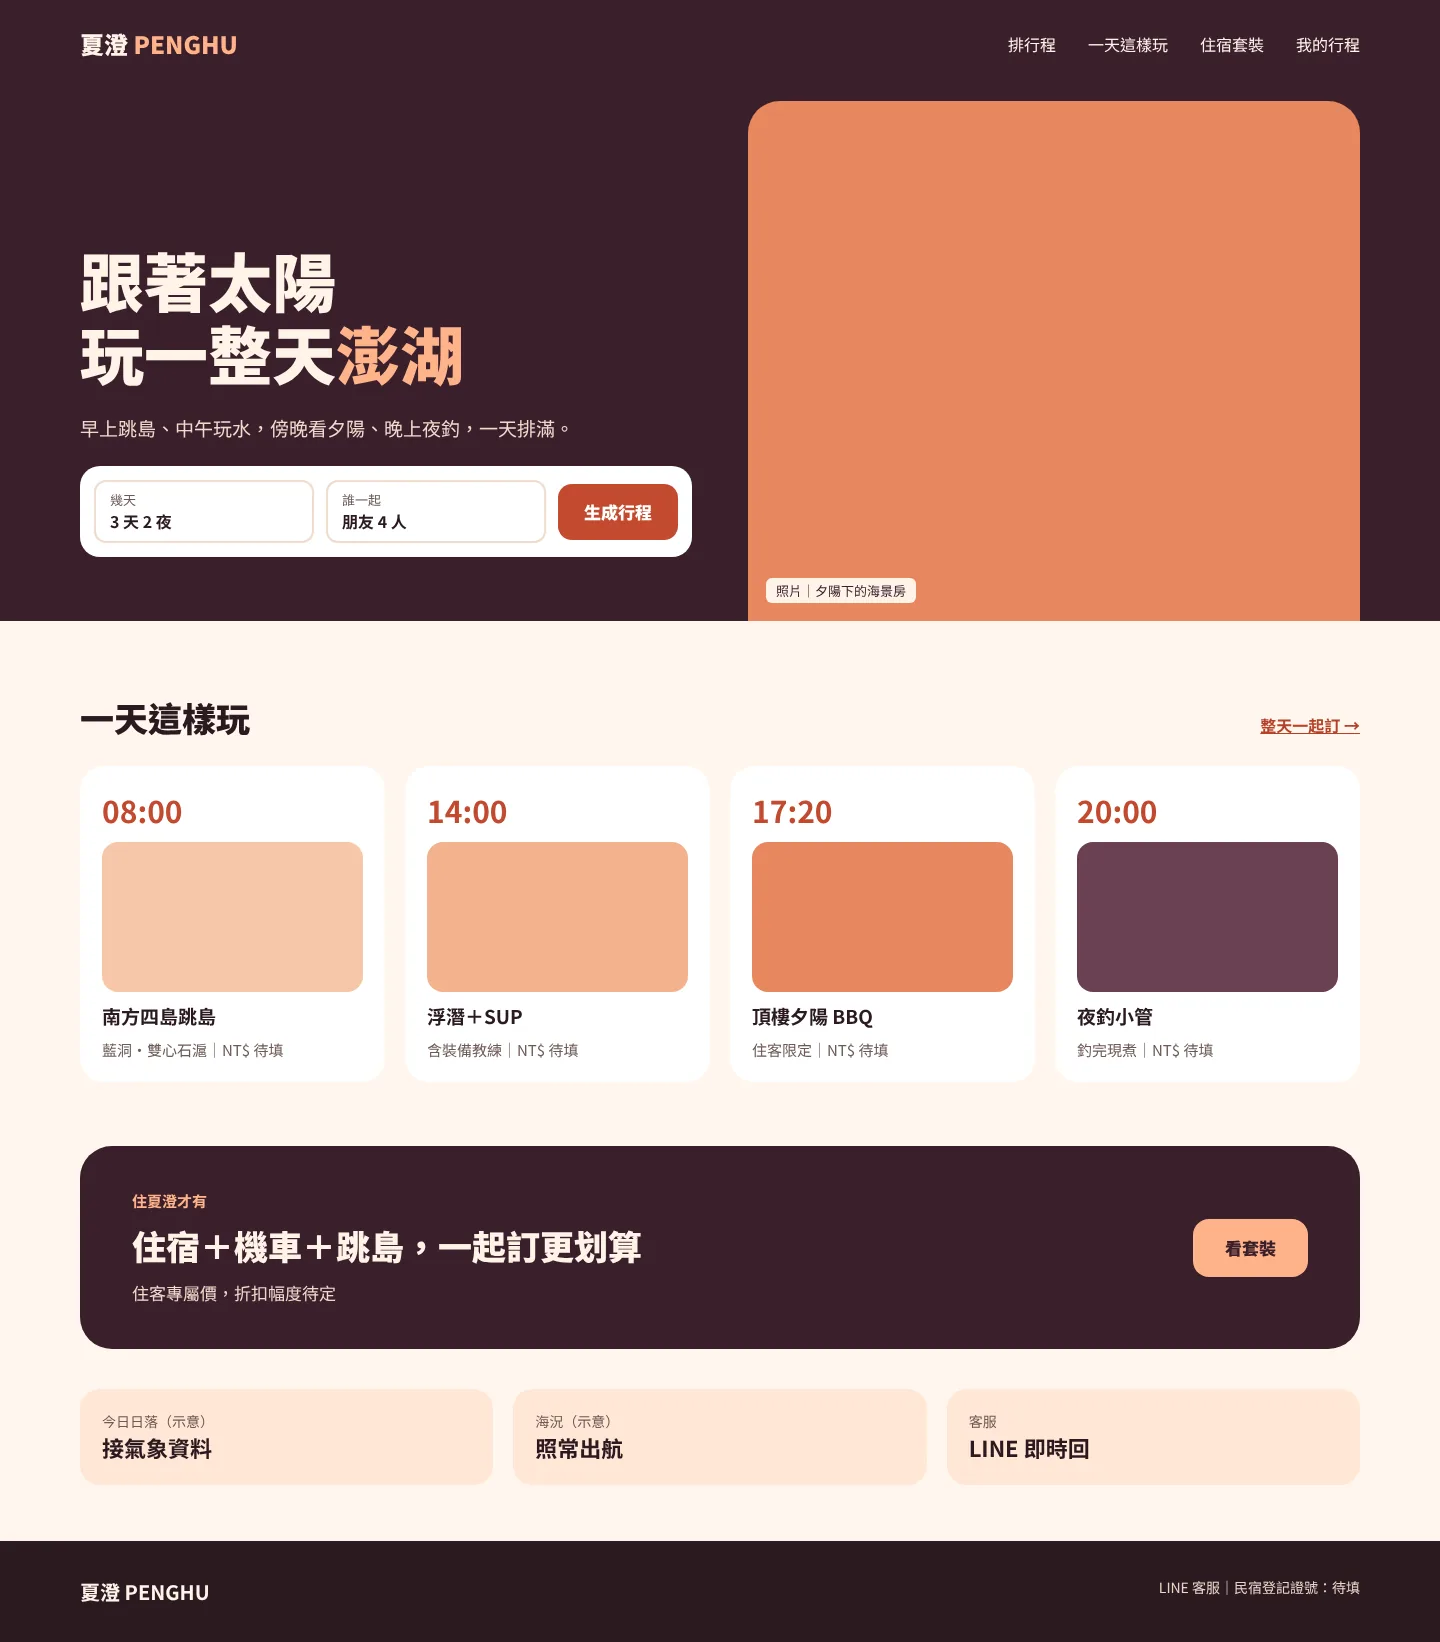 夏澄 PENGHU
排行程
一天這樣玩
住宿套裝
我的行程
跟著太陽
玩一整天澎湖
早上跳島、中午玩水，傍晚看夕陽、晚上夜釣，一天排滿。
幾天
3 天 2 夜
誰一起
朋友 4 人
生成行程
照片｜夕陽下的海景房
一天這樣玩
整天一起訂 →
08:00
南方四島跳島
藍洞・雙心石滬｜NT$ 待填
14:00
浮潛＋SUP
含裝備教練｜NT$ 待填
17:20
頂樓夕陽 BBQ
住客限定｜NT$ 待填
20:00
夜釣小管
釣完現煮｜NT$ 待填
住夏澄才有
住宿＋機車＋跳島，一起訂更划算
住客專屬價，折扣幅度待定
看套裝
今日日落（示意）
接氣象資料
海況（示意）
照常出航
客服
LINE 即時回
夏澄 PENGHU
LINE 客服｜民宿登記證號：待填